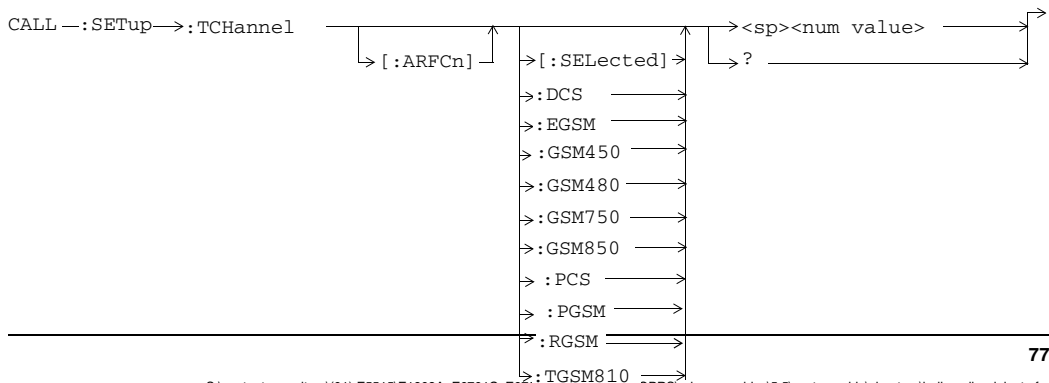 CALL :SETup :TCHannel <sp><num value>
[:ARFCn] [:SELected] ?
:DCS
:EGSM
:GSM450
:GSM480
:GSM750
:GSM850
:PCS
:PGSM
:RGSM
77
:TGSM810